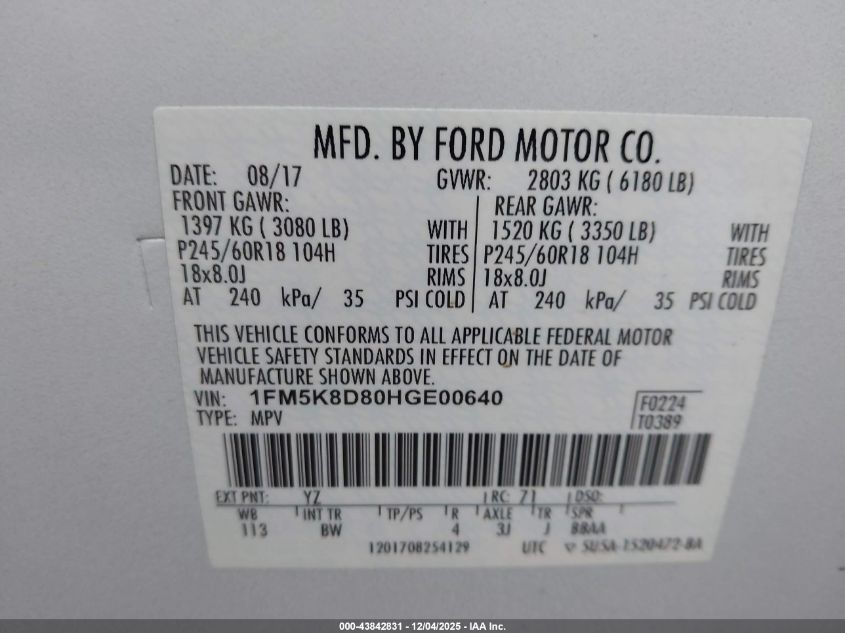 MFD. BY FORD MOTOR CO.
DATE: 08/17 GVWR: 2803 KG ( 6180 LB)
FRONT GAWR: REAR GAWR:
1397 KG ( 3080 LB) WITH 1520 KG ( 3350 LB) WITH
P245/60R18 104H TIRES P245/60R18 104H TIRES
18x8.0J RIMS 18x8.0J RIMS
AT 240 kPa/ 35 PSI COLD AT 240 kPa/ 35 PSI COLD
THIS VEHICLE CONFORMS TO ALL APPLICABLE FEDERAL MOTOR
VEHICLE SAFETY STANDARDS IN EFFECT ON THE DATE OF
MANUFACTURE SHOWN ABOVE.
VIN: 1FM5K8D80HGE00640 F0224
TYPE: MPV T0389
EXT PNT: YZ RC: 71 DSO:
WB INT TR TP/PS R AXLE TR SPR
113 BW 4 3J J BBAA
1201708254129 UTC ▽ SU5A-1520472-BA
000-43842831 - 12/04/2025 - IAA Inc.